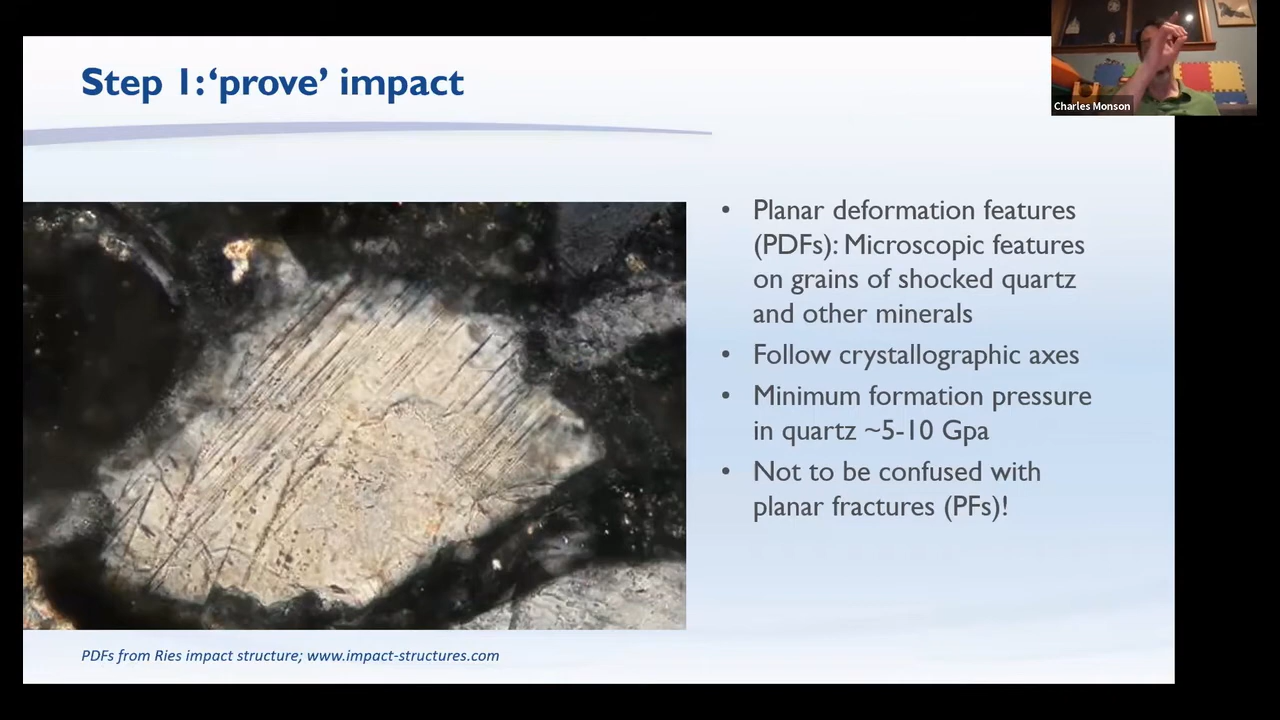 Step 1: ‘prove’ impact
Charles Monson
• Planar deformation features
(PDFs): Microscopic features
on grains of shocked quartz
and other minerals
• Follow crystallographic axes
• Minimum formation pressure
in quartz ~5-10 Gpa
• Not to be confused with
planar fractures (PFs)!
PDFs from Ries impact structure; www.impact-structures.com